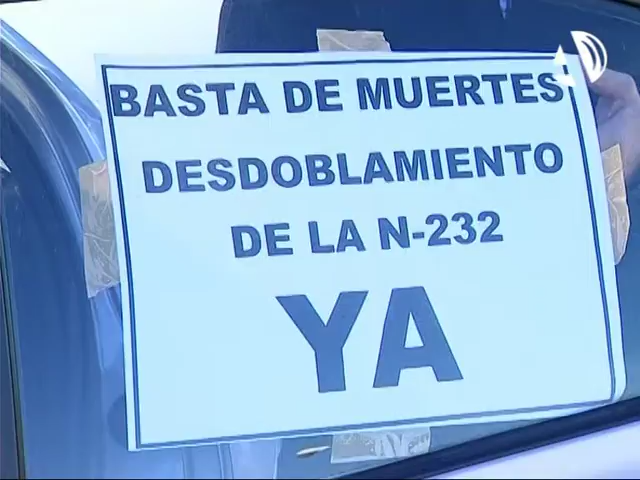 BASTA DE MUERTES
DESDOBLAMIENTO
DE LA N-232
YA